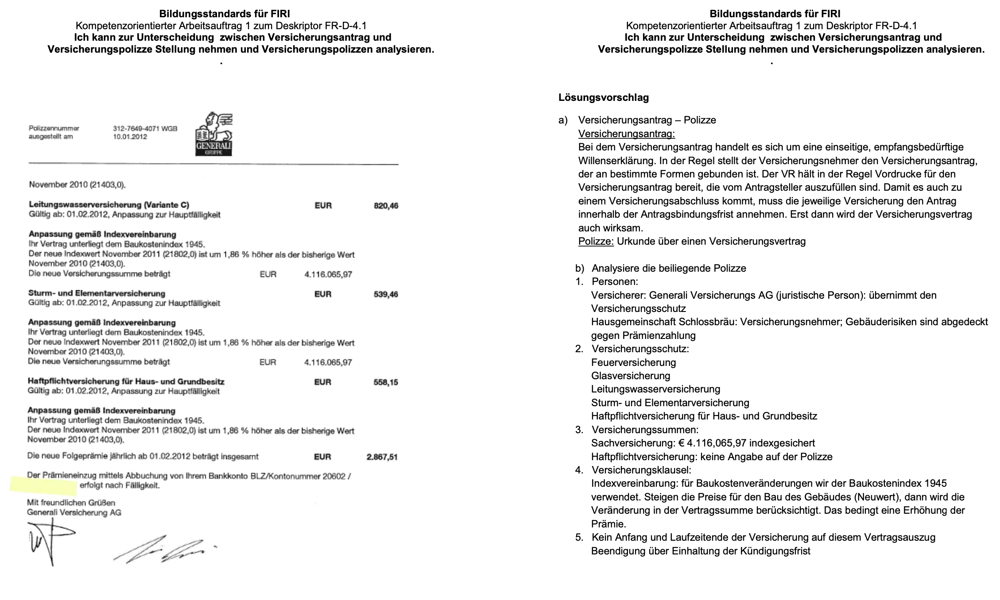 Bildungsstandards für FIRI
Kompetenzorientierter Arbeitsauftrag 1 zum Deskriptor FR-D-4.1
Ich kann zur Unterscheidung  zwischen Versicherungsantrag und
Versicherungspolizze Stellung nehmen und Versicherungspolizzen analysieren.
.
Polizzennummer 312-7649-4071 WGB
ausgestellt am 10.01.2012
GENERALI
GRUPPE
November 2010 (21403,0).
Leitungswasserversicherung (Variante C) EUR 820,46
Gültig ab: 01.02.2012, Anpassung zur Hauptfälligkeit
Anpassung gemäß Indexvereinbarung
Ihr Vertrag unterliegt dem Baukostenindex 1945.
Der neue Indexwert November 2011 (21802,0) ist um 1,86 % höher als der bisherige Wert
November 2010 (21403,0).
Die neue Versicherungssumme beträgt EUR 4.116.065,97
Sturm- und Elementarversicherung EUR 539,46
Gültig ab: 01.02.2012, Anpassung zur Hauptfälligkeit
Anpassung gemäß Indexvereinbarung
Ihr Vertrag unterliegt dem Baukostenindex 1945.
Der neue Indexwert November 2011 (21802,0) ist um 1,86 % höher als der bisherige Wert
November 2010 (21403,0).
Die neue Versicherungssumme beträgt EUR 4.116.065,97
Haftpflichtversicherung für Haus- und Grundbesitz EUR 558,15
Gültig ab: 01.02.2012, Anpassung zur Hauptfälligkeit
Anpassung gemäß Indexvereinbarung
Ihr Vertrag unterliegt dem Baukostenindex 1945.
Der neue Indexwert November 2011 (21802,0) ist um 1,86 % höher als der bisherige Wert
November 2010 (21403,0).
Die neue Folgeprämie jährlich ab 01.02.2012 beträgt insgesamt EUR 2.867,51
Der Prämieneinzug mittels Abbuchung von Ihrem Bankkonto BLZ/Kontonummer 20602 /
erfolgt nach Fälligkeit.
Mit freundlichen Grüßen
Generali Versicherung AG
Bildungsstandards für FIRI
Kompetenzorientierter Arbeitsauftrag 1 zum Deskriptor FR-D-4.1
Ich kann zur Unterscheidung  zwischen Versicherungsantrag und
Versicherungspolizze Stellung nehmen und Versicherungspolizzen analysieren.
.
Lösungsvorschlag
a) Versicherungsantrag – Polizze
Versicherungsantrag:
Bei dem Versicherungsantrag handelt es sich um eine einseitige, empfangsbedürftige
Willenserklärung. In der Regel stellt der Versicherungsnehmer den Versicherungsantrag,
der an bestimmte Formen gebunden ist. Der VR hält in der Regel Vordrucke für den
Versicherungsantrag bereit, die vom Antragsteller auszufüllen sind. Damit es auch zu
einem Versicherungsabschluss kommt, muss die jeweilige Versicherung den Antrag
innerhalb der Antragsbindungsfrist annehmen. Erst dann wird der Versicherungsvertrag
auch wirksam.
Polizze: Urkunde über einen Versicherungsvertrag
b) Analysiere die beiliegende Polizze
1. Personen:
Versicherer: Generali Versicherungs AG (juristische Person): übernimmt den
Versicherungsschutz
Hausgemeinschaft Schlossbräu: Versicherungsnehmer; Gebäuderisiken sind abgedeckt
gegen Prämienzahlung
2. Versicherungsschutz:
Feuerversicherung
Glasversicherung
Leitungswasserversicherung
Sturm- und Elementarversicherung
Haftpflichtversicherung für Haus- und Grundbesitz
3. Versicherungssummen:
Sachversicherung: € 4.116,065,97 indexgesichert
Haftpflichtversicherung: keine Angabe auf der Polizze
4. Versicherungsklausel:
Indexvereinbarung: für Baukostenveränderungen wir der Baukostenindex 1945
verwendet. Steigen die Preise für den Bau des Gebäudes (Neuwert), dann wird die
Veränderung in der Vertragssumme berücksichtigt. Das bedingt eine Erhöhung der
Prämie.
5. Kein Anfang und Laufzeitende der Versicherung auf diesem Vertragsauszug
Beendigung über Einhaltung der Kündigungsfrist